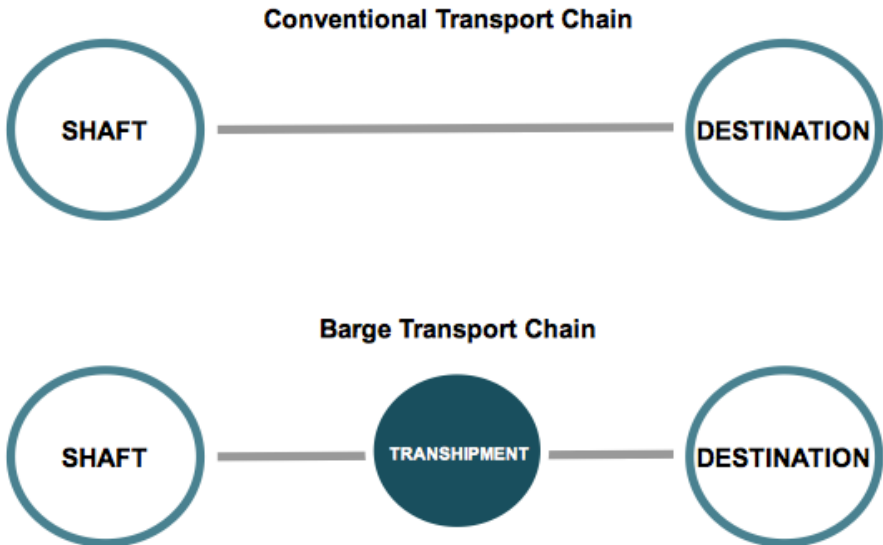 Conventional Transport Chain
SHAFT
DESTINATION
Barge Transport Chain
SHAFT
TRANSHIPMENT
DESTINATION